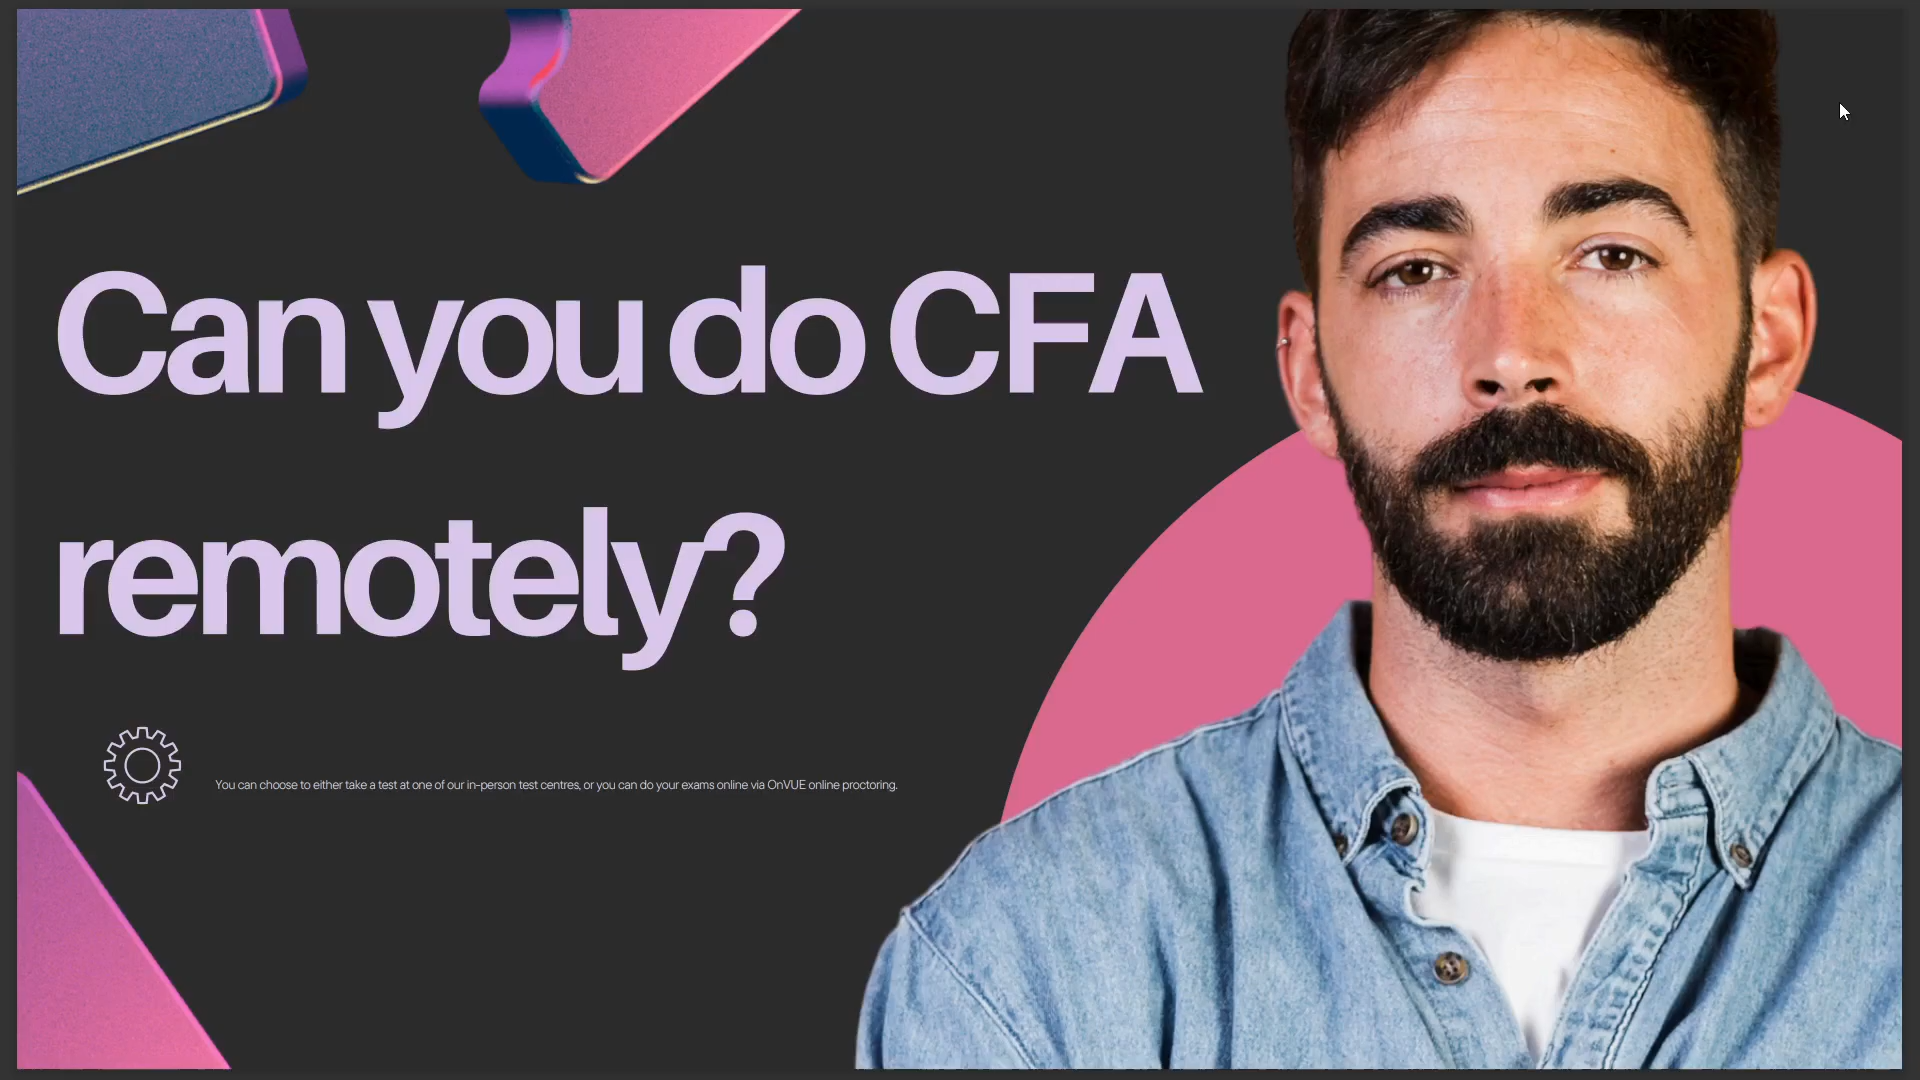 Can you do CFA
remotely?
You can choose to either take a test at one of our in-person test centres, or you can do your exams online via OnVUE online proctoring.